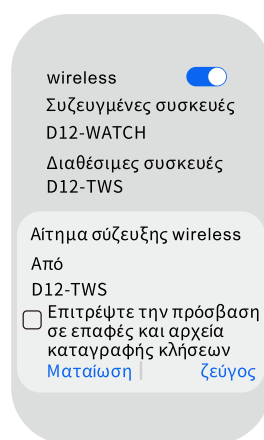 wireless
Συζευγμένες συσκευές
D12-WATCH
Διαθέσιμες συσκευές
D12-TWS
Αίτημα σύζευξης wireless
Από
D12-TWS
Επιτρέψτε την πρόσβαση
σε επαφές και αρχεία
καταγραφής κλήσεων
Ματαίωση ζεύγος